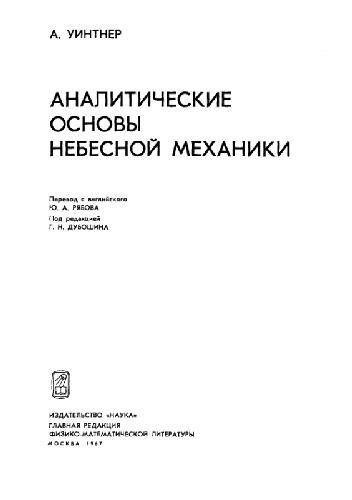 А. УИНТНЕР
АНАЛИТИЧЕСКИЕ
ОСНОВЫ
НЕБЕСНОЙ МЕХАНИКИ
Перевод с английского
Ю. А. РЯБОВА
Под редакцией
Г. Н. ДУБОШИНА
ИЗДАТЕЛЬСТВО «НАУКА»
ГЛАВНАЯ РЕДАКЦИЯ
ФИЗИКО-МАТЕМАТИЧЕСКОЙ ЛИТЕРАТУРЫ
МОСКВА 1967